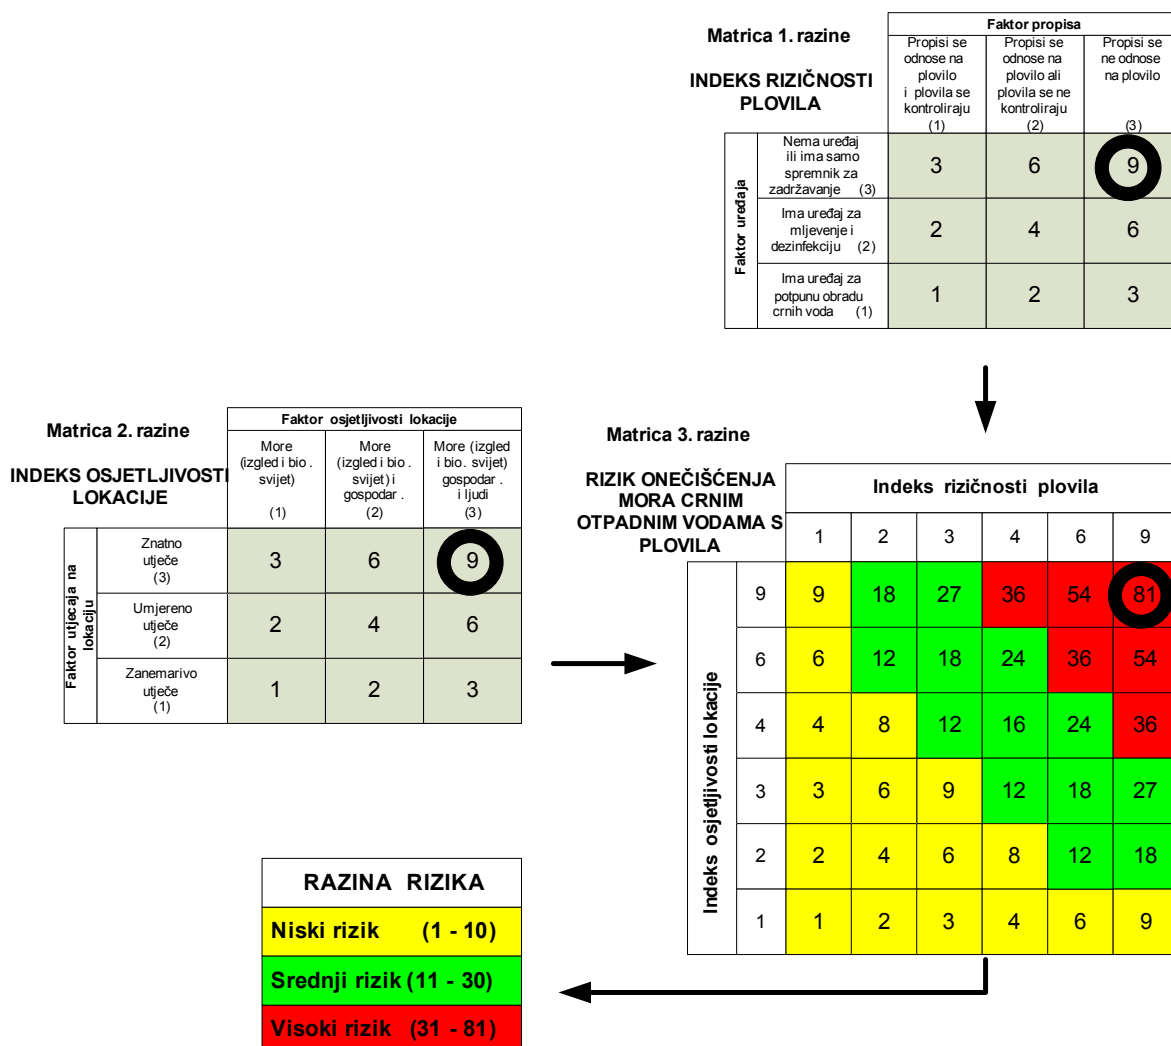 Matrica 1. razine
INDEKS RIZIČNOSTI
PLOVILA
Faktor propisa
Propisi se
odnose na
plovilo
i plovila se
kontroliraju
(1)
Propisi se
odnose na
plovilo ali
plovila se ne
kontroliraju
(2)
Propisi se
ne odnose
na plovilo
(3)
Faktor uređaja
Nema uređaj
ili ima samo
spremnik za
zadržavanje (3)
3 6 9
Ima uređaj za
mljevenje i
dezinfekciju (2)
2 4 6
Ima uređaj za
potpunu obradu
crnih voda (1)
1 2 3
Matrica 2. razine
INDEKS OSJETLJIVOSTI
LOKACIJE
Faktor osjetljivosti lokacije
More
(izgled i bio.
svijet)
(1)
More
(izgled i bio.
svijet) i
gospodar.
(2)
More (izgled
i bio. svijet)
gospodar.
i ljudi
(3)
Faktor utjecaja na
lokaciju
Znatno
utječe
(3)
3 6 9
Umjereno
utječe
(2)
2 4 6
Zanemarivo
utječe
(1)
1 2 3
Matrica 3. razine
RIZIK ONEČIŠĆENJA
MORA CRNIM
OTPADNIM VODAMA S
PLOVILA
Indeks rizičnosti plovila
1 2 3 4 6 9
Indeks osjetljivosti lokacije
9 9 18 27 36 54 81
6 6 12 18 24 36 54
4 4 8 12 16 24 36
3 3 6 9 12 18 27
2 2 4 6 8 12 18
1 1 2 3 4 6 9
RAZINA RIZIKA
Niski rizik (1 - 10)
Srednji rizik (11 - 30)
Visoki rizik (31 - 81)